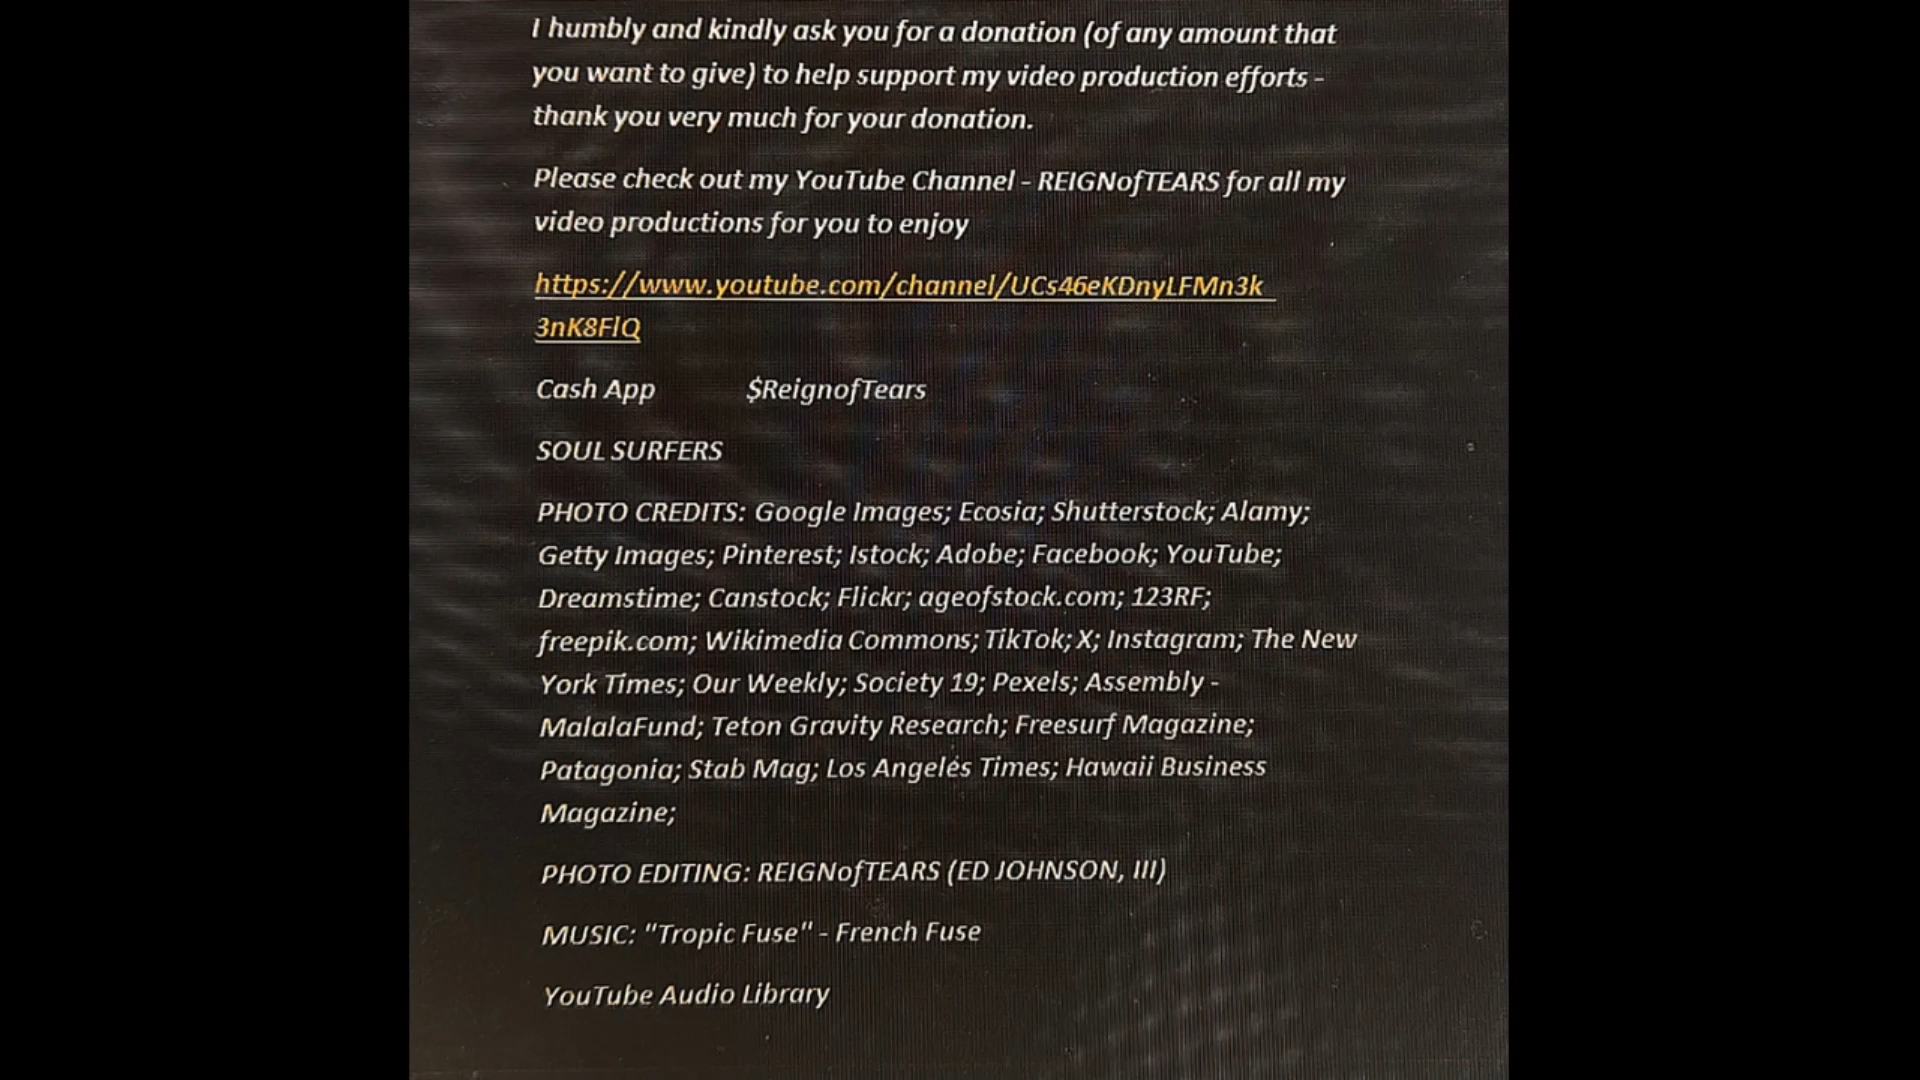 I humbly and kindly ask you for a donation (of any amount that
you want to give) to help support my video production efforts -
thank you very much for your donation.
Please check out my YouTube Channel - REIGNofTEARS for all my
video productions for you to enjoy
https://www.youtube.com/channel/UCs46eKDnyLFMn3k_
3nK8FlQ
Cash App $ReignofTears
SOUL SURFERS
PHOTO CREDITS: Google Images; Ecosia; Shutterstock; Alamy;
Getty Images; Pinterest; Istock; Adobe; Facebook; YouTube;
Dreamstime; Canstock; Flickr; ageofstock.com; 123RF;
freepik.com; Wikimedia Commons; TikTok; X; Instagram; The New
York Times; Our Weekly; Society 19; Pexels; Assembly -
MalalaFund; Teton Gravity Research; Freesurf Magazine;
Patagonia; Stab Mag; Los Angeles Times; Hawaii Business
Magazine;
PHOTO EDITING: REIGNofTEARS (ED JOHNSON, III)
MUSIC: "Tropic Fuse" - French Fuse
YouTube Audio Library